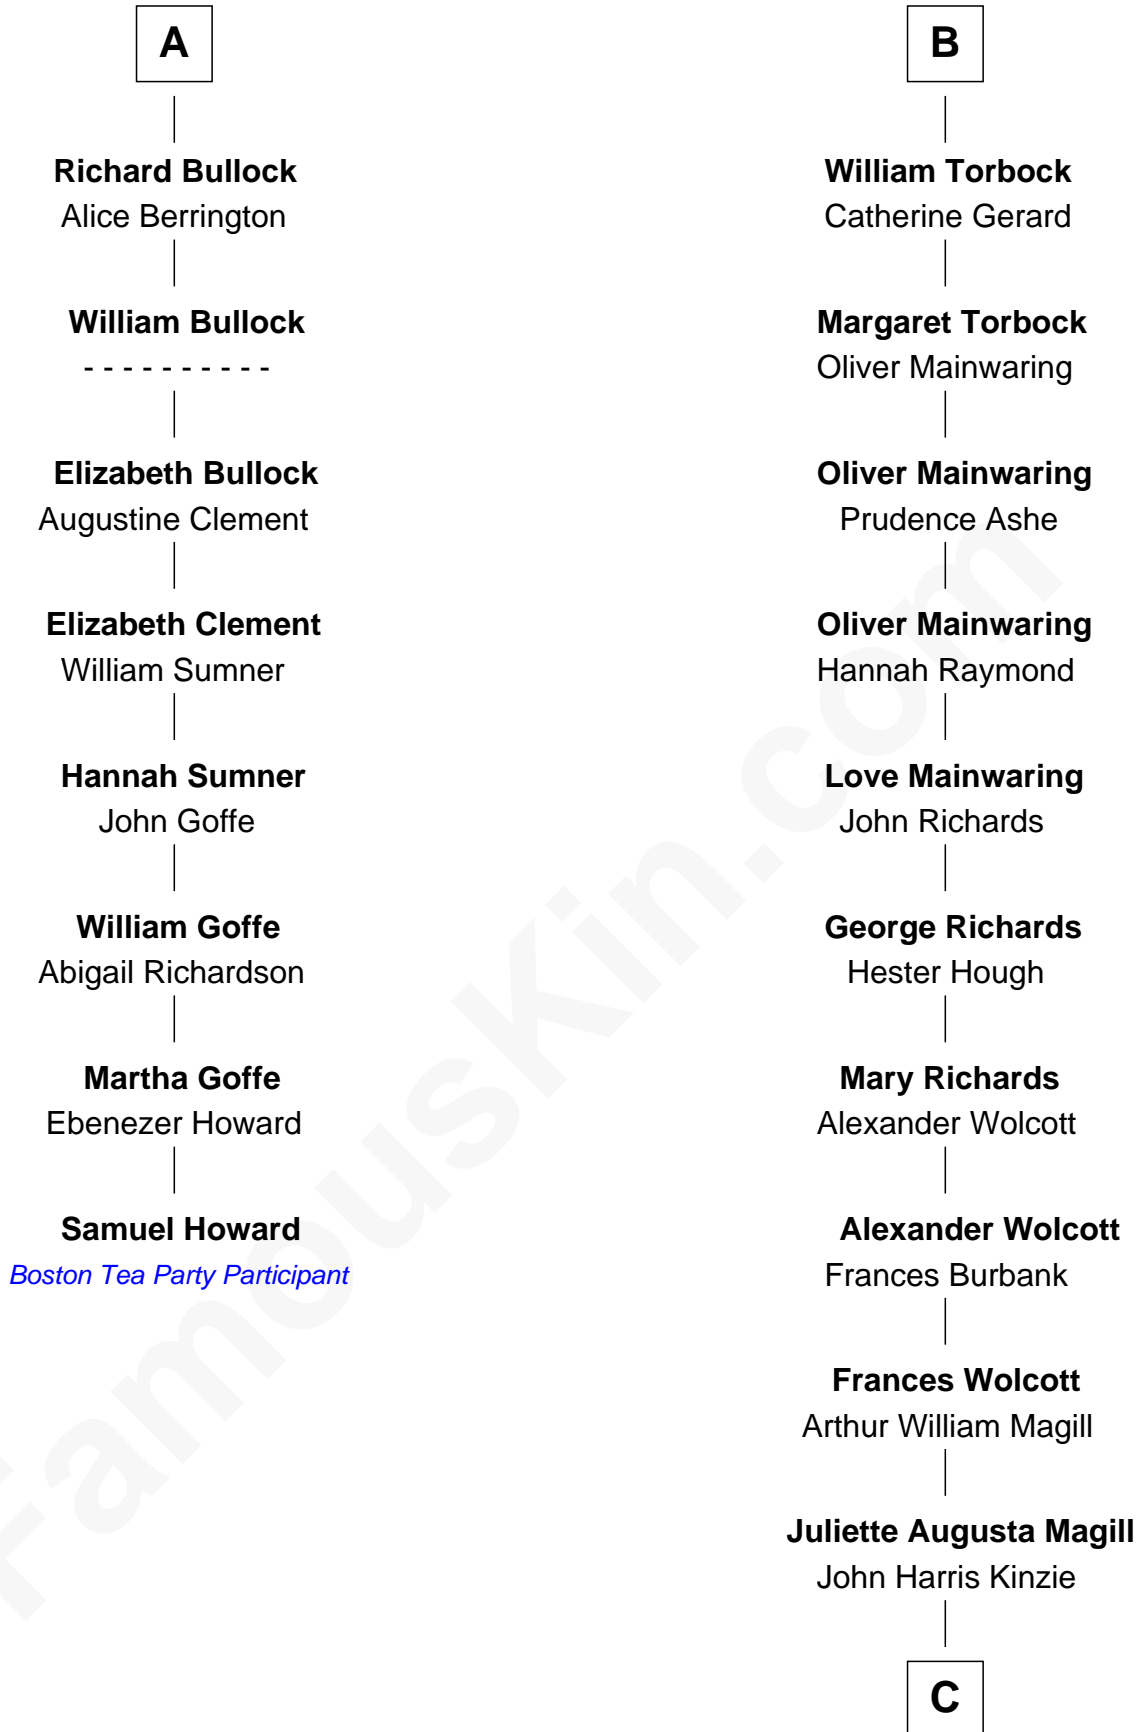 A
Richard Bullock
Alice Berrington
William Bullock
- - - - - - - - - -
Elizabeth Bullock
Augustine Clement
Elizabeth Clement
William Sumner
Hannah Sumner
John Goffe
William Goffe
Abigail Richardson
Martha Goffe
Ebenezer Howard
Samuel Howard
Boston Tea Party Participant
B
William Torbock
Catherine Gerard
Margaret Torbock
Oliver Mainwaring
Oliver Mainwaring
Prudence Ashe
Oliver Mainwaring
Hannah Raymond
Love Mainwaring
John Richards
George Richards
Hester Hough
Mary Richards
Alexander Wolcott
Alexander Wolcott
Frances Burbank
Frances Wolcott
Arthur William Magill
Juliette Augusta Magill
John Harris Kinzie
C
FamousKin.com